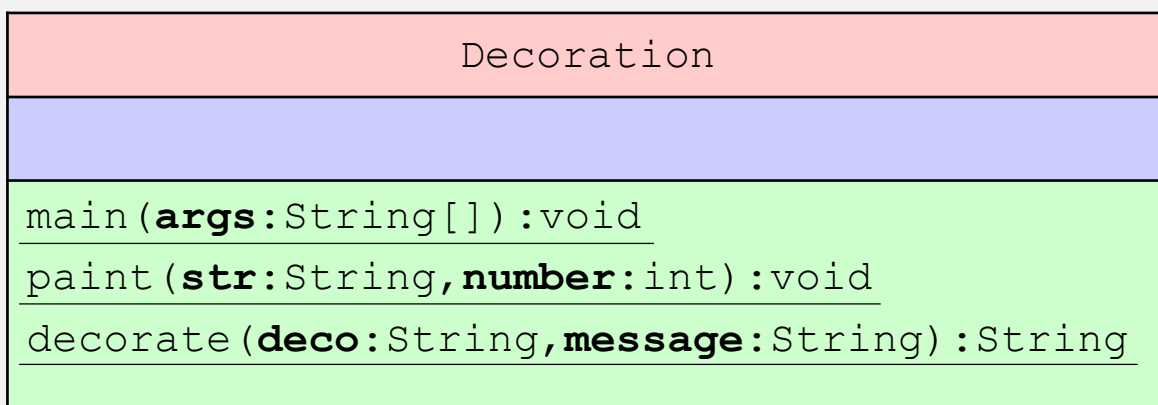 Decoration
main(args:String[]):void
paint(str:String,number:int):void
decorate(deco:String,message:String):String